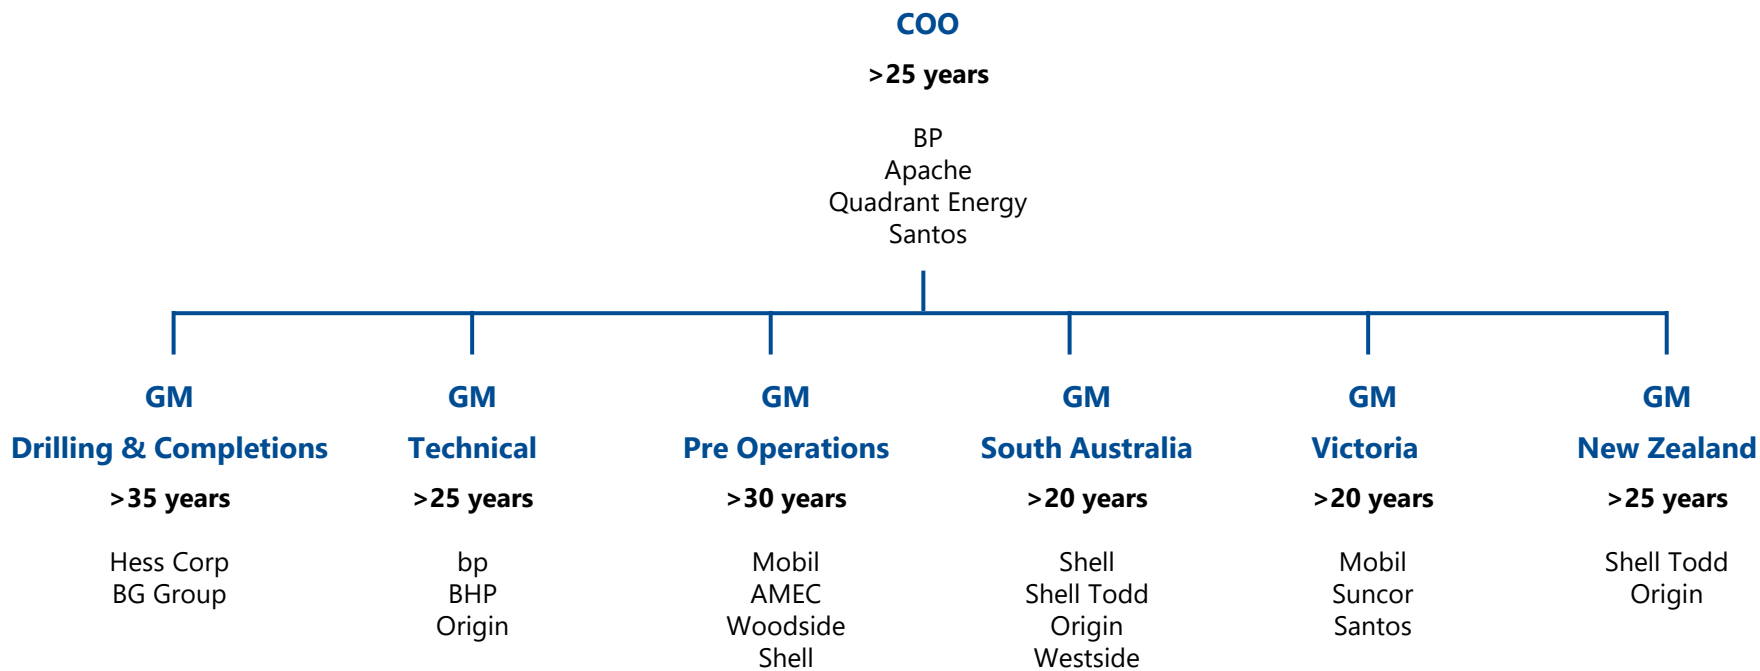 COO
>25 years
BP
Apache
Quadrant Energy
Santos
GM
Drilling & Completions
>35 years
Hess Corp
BG Group
GM
Technical
>25 years
bp
BHP
Origin
GM
Pre Operations
>30 years
Mobil
AMEC
Woodside
Shell
GM
South Australia
>20 years
Shell
Shell Todd
Origin
Westside
GM
Victoria
>20 years
Mobil
Suncor
Santos
GM
New Zealand
>25 years
Shell Todd
Origin